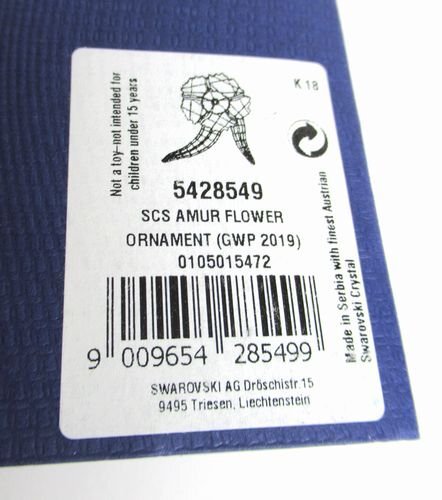 Not a toy-not intended for
children under 15 years
K 18
5428549
SCS AMUR FLOWER
ORNAMENT (GWP 2019)
0105015472
Made in Serbia with finest Austrian
Swarovski Crystal
9 009654 285499
SWAROVSKI AG Dröschistr.15
9495 Triesen, Liechtenstein